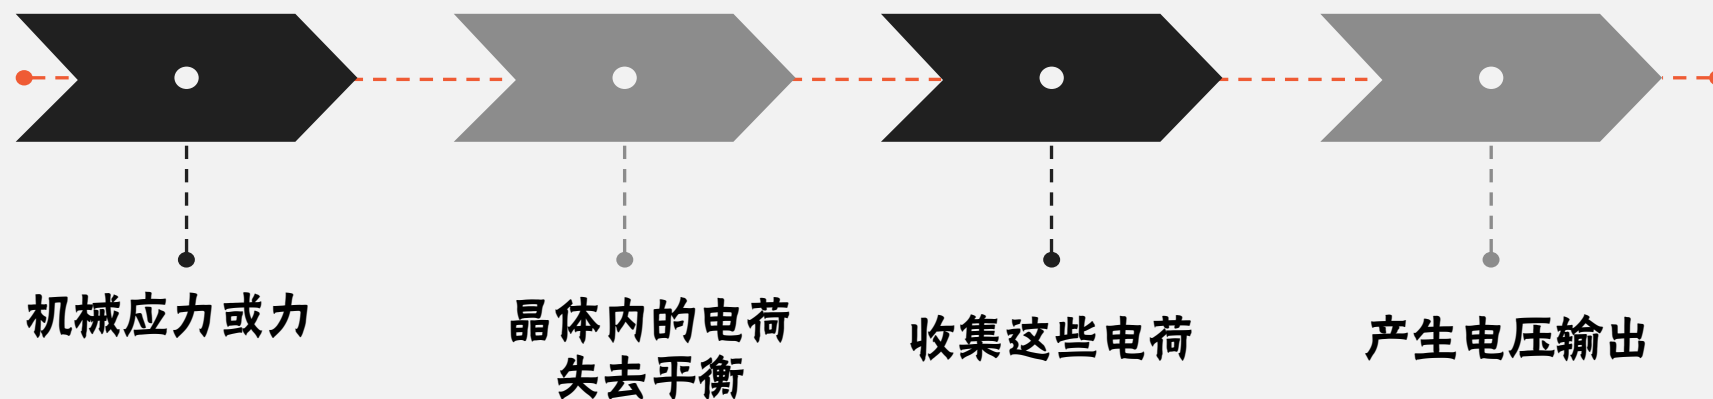 机械应力或力
晶体内的电荷
失去平衡
收集这些电荷
产生电压输出